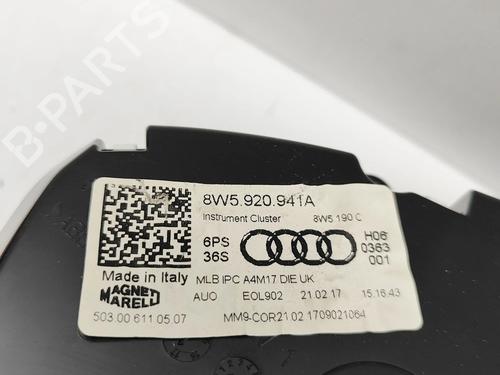 B-PARTS
8W5.920.941A
Instrument Cluster 8W5 190 C
6PS
36S
H06
0363
001
Made in Italy
MLB IPC A4M17 DIE UK
MAGNETI
MARELLI
AUO EOL902 21.02.17 15.16.43
503.00.611.05.07
MM9-COR21.02.1709021064